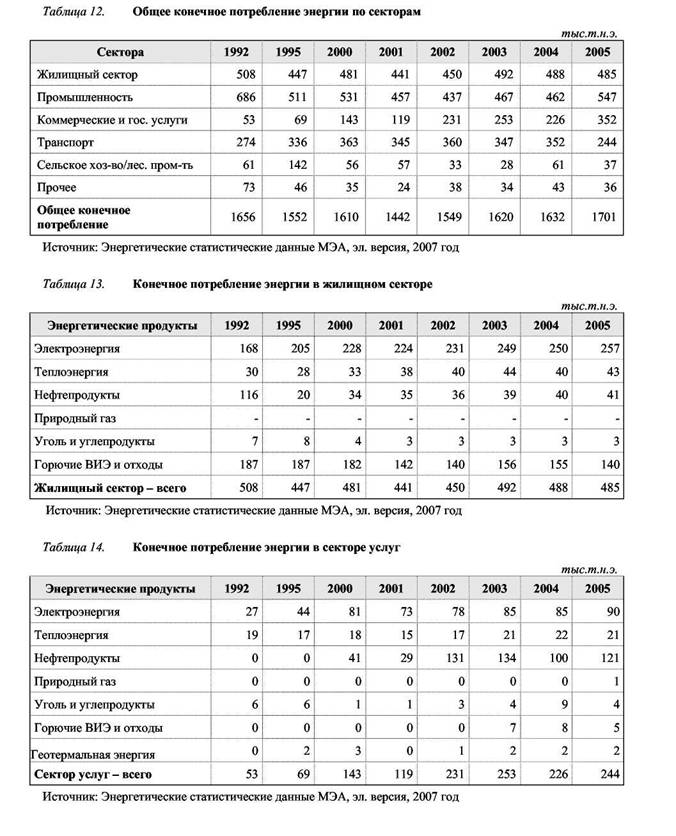 Таблица 12. Общее конечное потребление энергии по секторам
тыс.т.н.э.
Сектора 1992 1995 2000 2001 2002 2003 2004 2005
Жилищный сектор 508 447 481 441 450 492 488 485
Промышленность 686 511 531 457 437 467 462 547
Коммерческие и гос. услуги 53 69 143 119 231 253 226 352
Транспорт 274 336 363 345 360 347 352 244
Сельское хоз-во/лес. пром-ть 61 142 56 57 33 28 61 37
Прочее 73 46 35 24 38 34 43 36
Общее конечное
потребление 1656 1552 1610 1442 1549 1620 1632 1701
Источник: Энергетические статистические данные МЭА, эл. версия, 2007 год
Таблица 13. Конечное потребление энергии в жилищном секторе
тыс.т.н.э.
Энергетические продукты 1992 1995 2000 2001 2002 2003 2004 2005
Электроэнергия 168 205 228 224 231 249 250 257
Теплоэнергия 30 28 33 38 40 44 40 43
Нефтепродукты 116 20 34 35 36 39 40 41
Природный газ - - - - - - - -
Уголь и углепродукты 7 8 4 3 3 3 3 3
Горючие ВИЭ и отходы 187 187 182 142 140 156 155 140
Жилищный сектор – всего 508 447 481 441 450 492 488 485
Источник: Энергетические статистические данные МЭА, эл. версия, 2007 год
Таблица 14. Конечное потребление энергии в секторе услуг
тыс.т.н.э.
Энергетические продукты 1992 1995 2000 2001 2002 2003 2004 2005
Электроэнергия 27 44 81 73 78 85 85 90
Теплоэнергия 19 17 18 15 17 21 22 21
Нефтепродукты 0 0 41 29 131 134 100 121
Природный газ 0 0 0 0 0 0 0 1
Уголь и углепродукты 6 6 1 1 3 4 9 4
Горючие ВИЭ и отходы 0 0 0 0 0 7 8 5
Геотермальная энергия 0 2 3 0 1 2 2 2
Сектор услуг – всего 53 69 143 119 231 253 226 244
Источник: Энергетические статистические данные МЭА, эл. версия, 2007 год